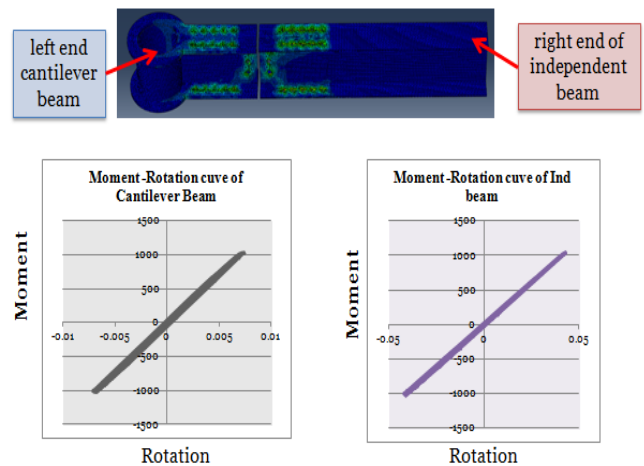 left end
cantilever
beam
right end of
independent
beam
Moment-Rotation cuve of
Cantilever Beam
Moment
1500
1000
500
0
-0.01
-0.005
0
0.005
0.01
-500
-1000
-1500
Rotation
Moment-Rotation cuve of Ind
beam
Moment
1500
1000
500
0
-0.05
0
0.05
-500
-1000
-1500
Rotation